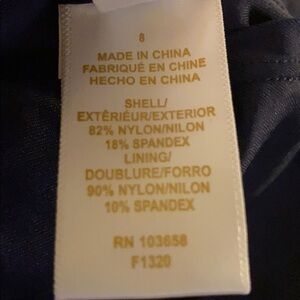 8
MADE IN CHINA
FABRIQUÉ EN CHINE
HECHO EN CHINA
SHELL/
EXTÉRIEUR/EXTERIOR
82% NYLON/NILON
18% SPANDEX
LINING/
DOUBLURE/FORRO
90% NYLON/NILON
10% SPANDEX
RN 103658
F1320